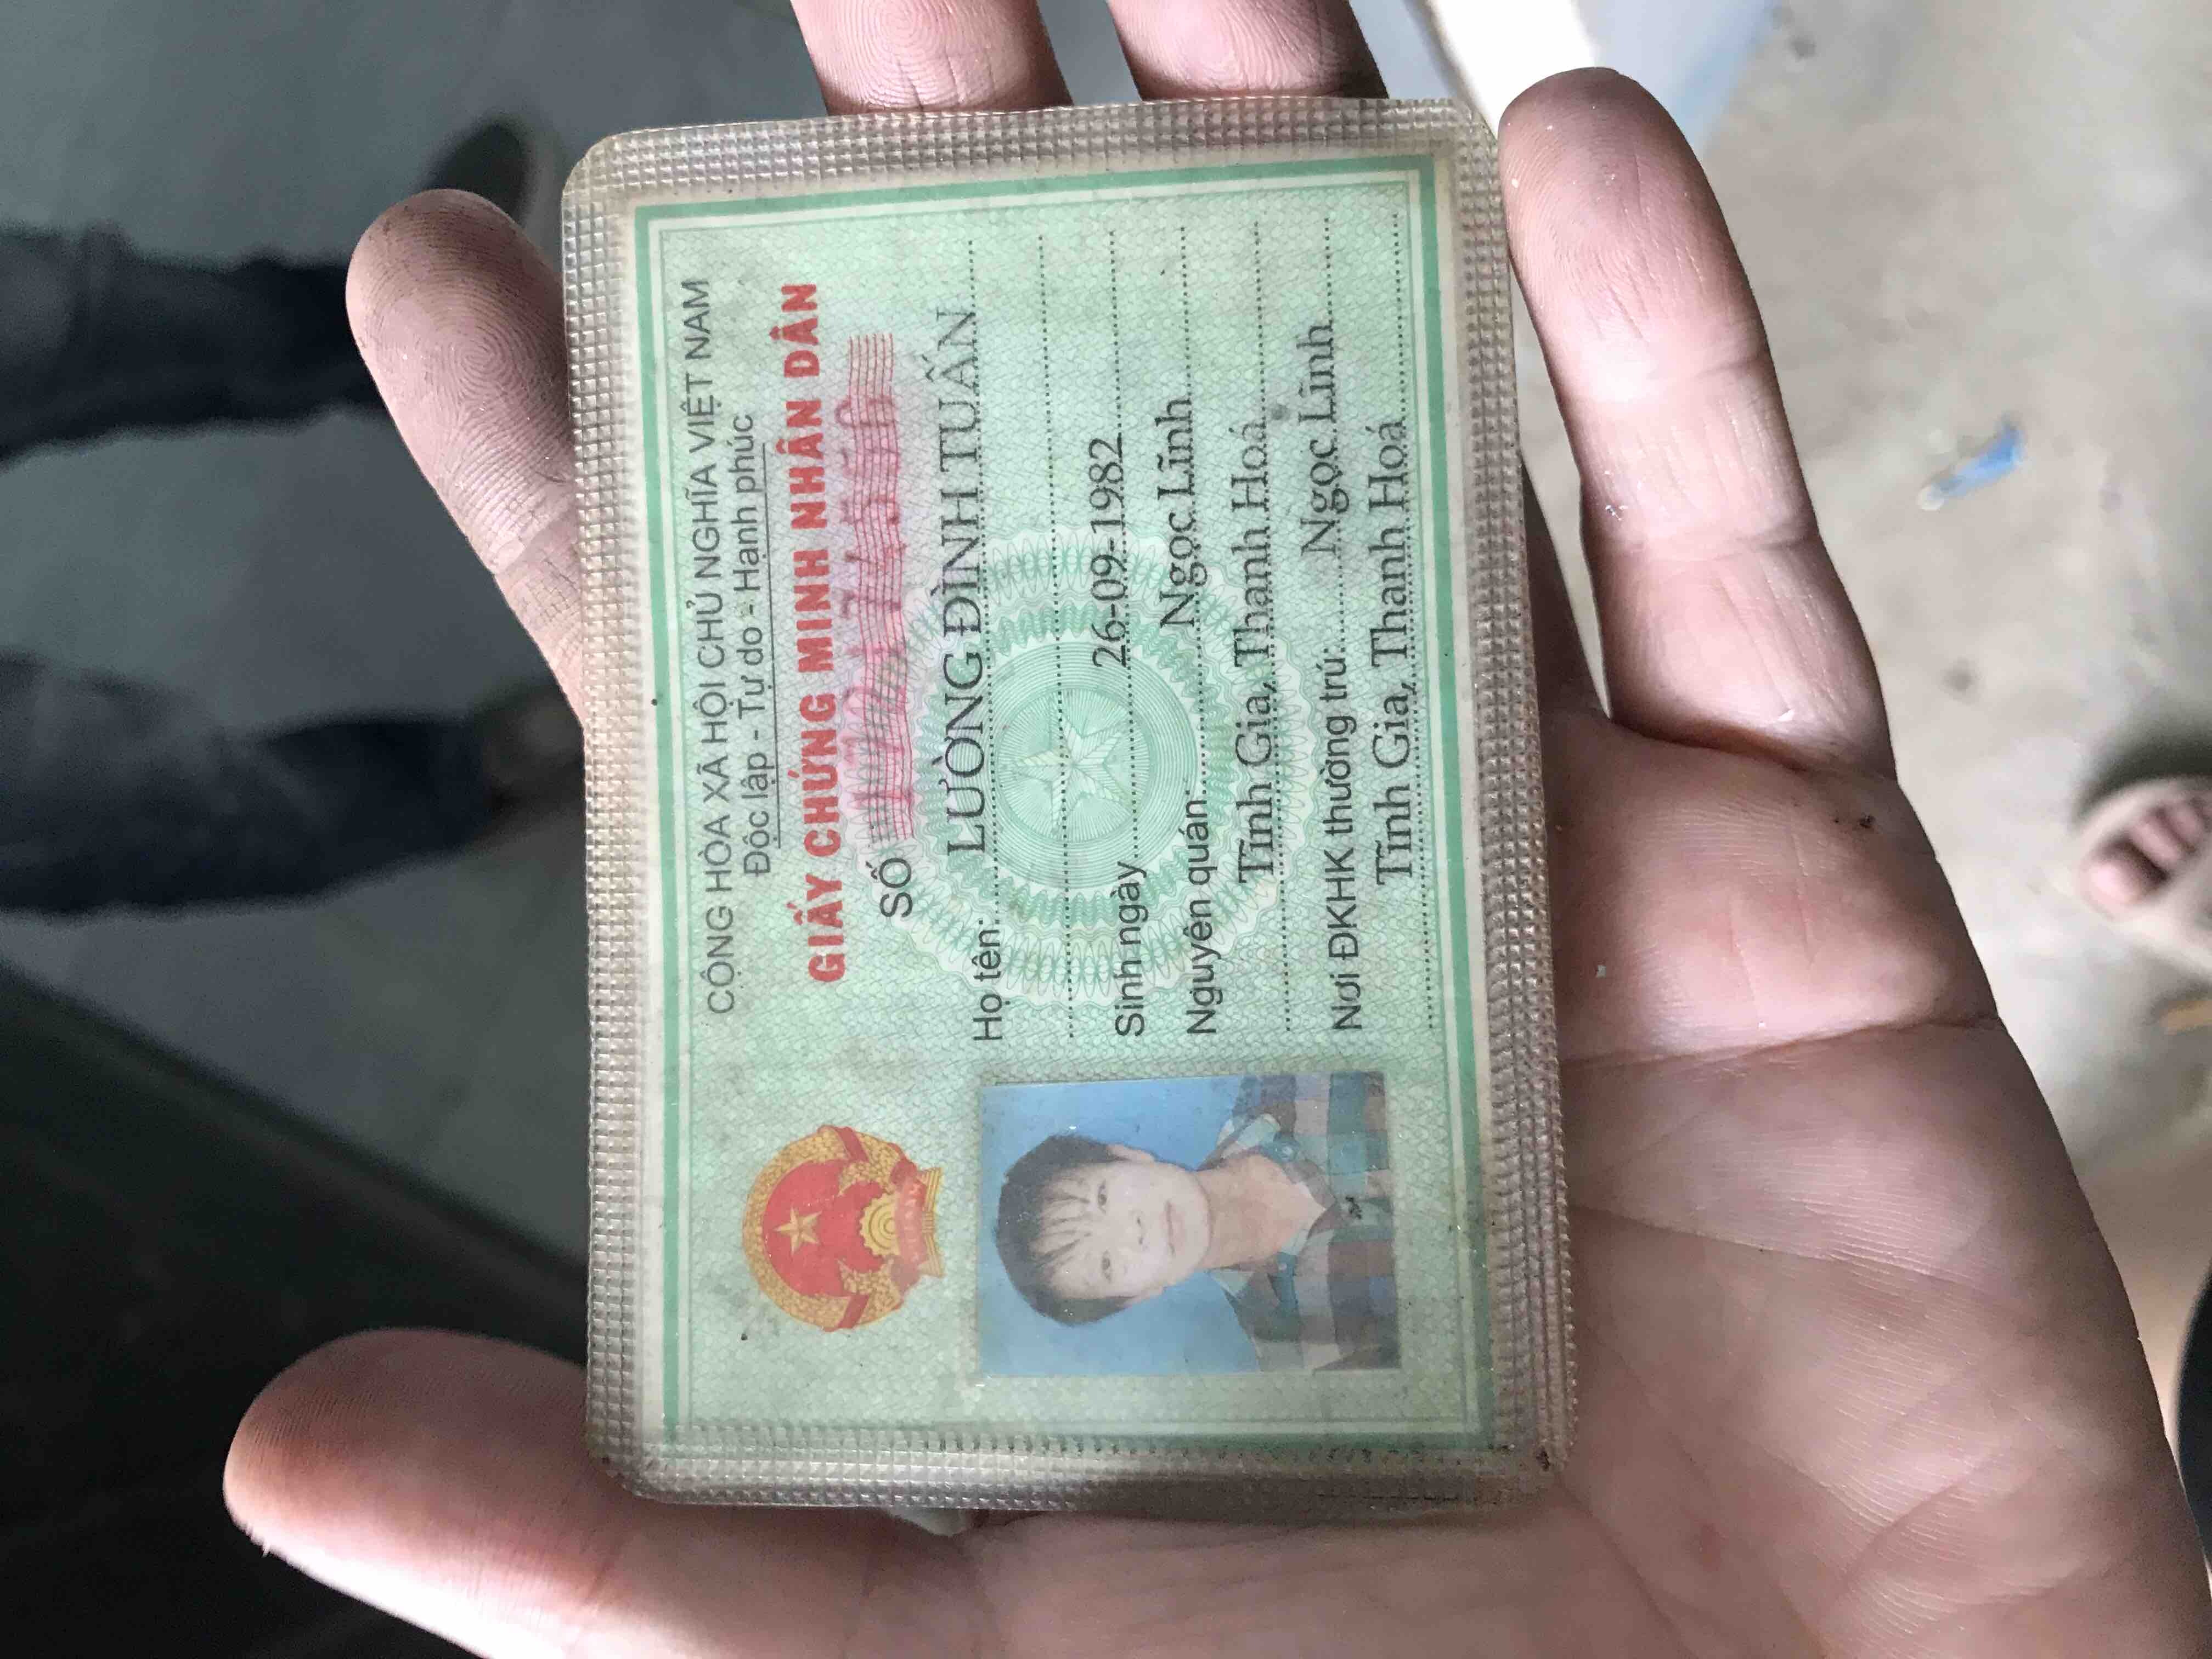 CỘNG HÒA XÃ HỘI CHỦ NGHĨA VIỆT NAM
Độc lập - Tự do - Hạnh phúc
GIẤY CHỨNG MINH NHÂN DÂN
SỐ
Họ tên: LƯỜNG ĐÌNH TUẤN
Sinh ngày 26-09-1982
Nguyên quán: Ngọc Lĩnh
Tĩnh Gia, Thanh Hoá
Nơi ĐKHK thường trú: Ngọc Lĩnh
Tĩnh Gia, Thanh Hoá